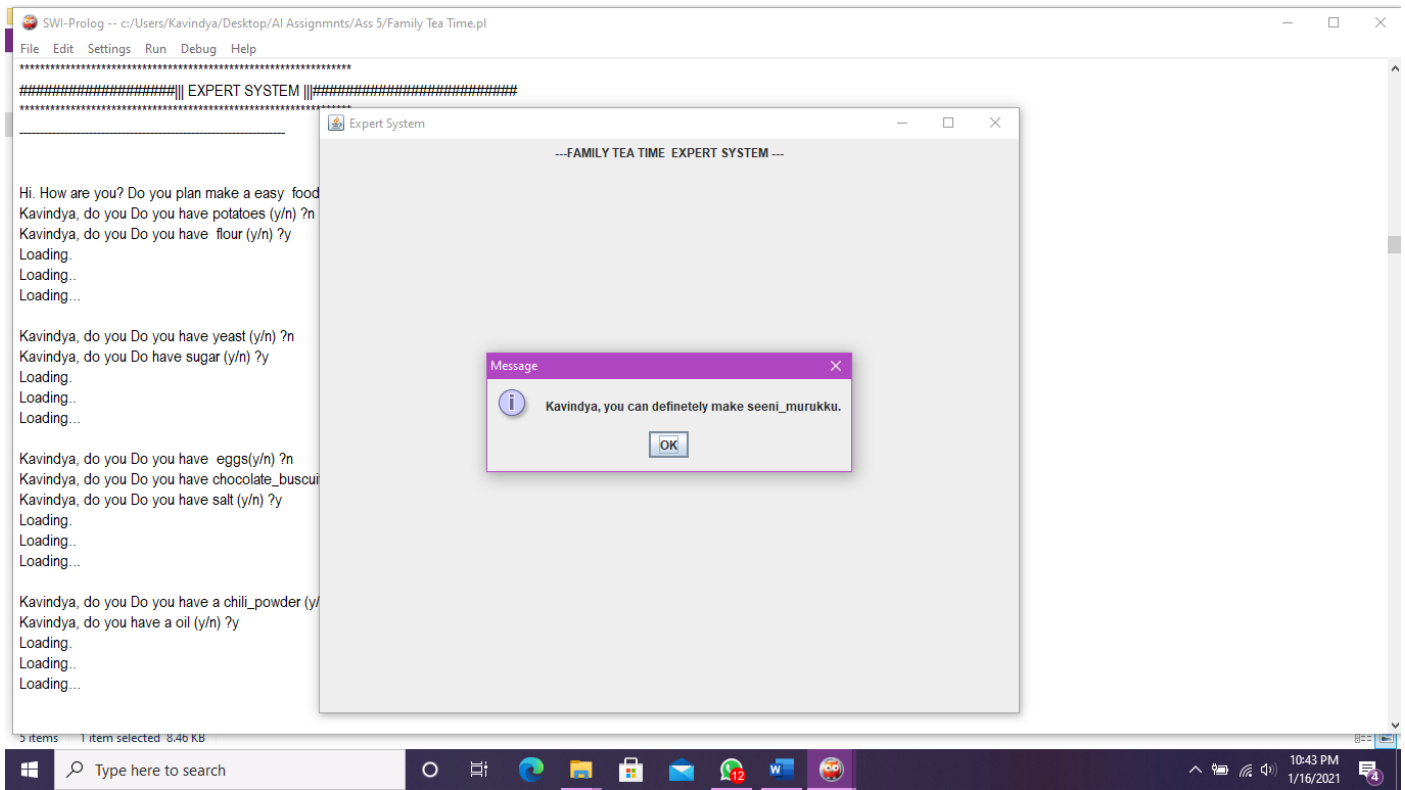 SWI-Prolog -- c:/Users/Kavindya/Desktop/AI Assignmnts/Ass 5/Family Tea Time.pl
File Edit Settings Run Debug Help
*****************************************************************
####################||| EXPERT SYSTEM |||##########################
*****************************************************************
------------------------------------------------------------------
Hi. How are you? Do you plan make a easy  food
Kavindya, do you Do you have potatoes (y/n) ?n
Kavindya, do you Do you have  flour (y/n) ?y
Loading.
Loading..
Loading...
Kavindya, do you Do you have yeast (y/n) ?n
Kavindya, do you Do have sugar (y/n) ?y
Loading.
Loading..
Loading...
Kavindya, do you Do you have  eggs(y/n) ?n
Kavindya, do you Do you have chocolate_buscui
Kavindya, do you Do you have salt (y/n) ?y
Loading.
Loading..
Loading...
Kavindya, do you Do you have a chili_powder (y/
Kavindya, do you have a oil (y/n) ?y
Loading.
Loading..
Loading...
Expert System
---FAMILY TEA TIME  EXPERT SYSTEM ---
Message
Kavindya, you can definetely make seeni_murukku.
OK
5 items 1 item selected 8.46 KB
Type here to search
12
10:43 PM
1/16/2021
4